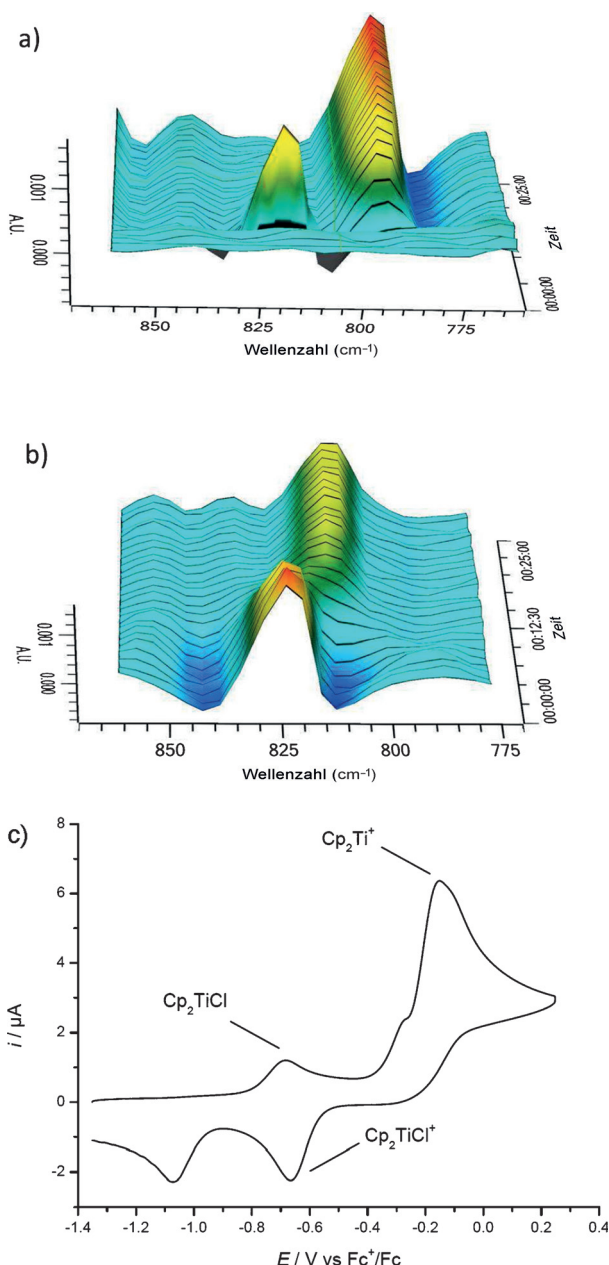 a)
0.001
0.000
A.U.
00:25:00
00:00:00
Zeit
850 825 800 775
Wellenzahl (cm⁻¹)
b)
0.001
0.000
A.U.
00:25:00
00:12:30
00:00:00
Zeit
850 825 800 775
Wellenzahl (cm⁻¹)
c)
8
6
4
2
0
-2
i / µA
Cp₂Ti⁺
Cp₂TiCl
Cp₂TiCl⁺
-1.4 -1.2 -1.0 -0.8 -0.6 -0.4 -0.2 0.0 0.2 0.4
E / V vs Fc⁺/Fc